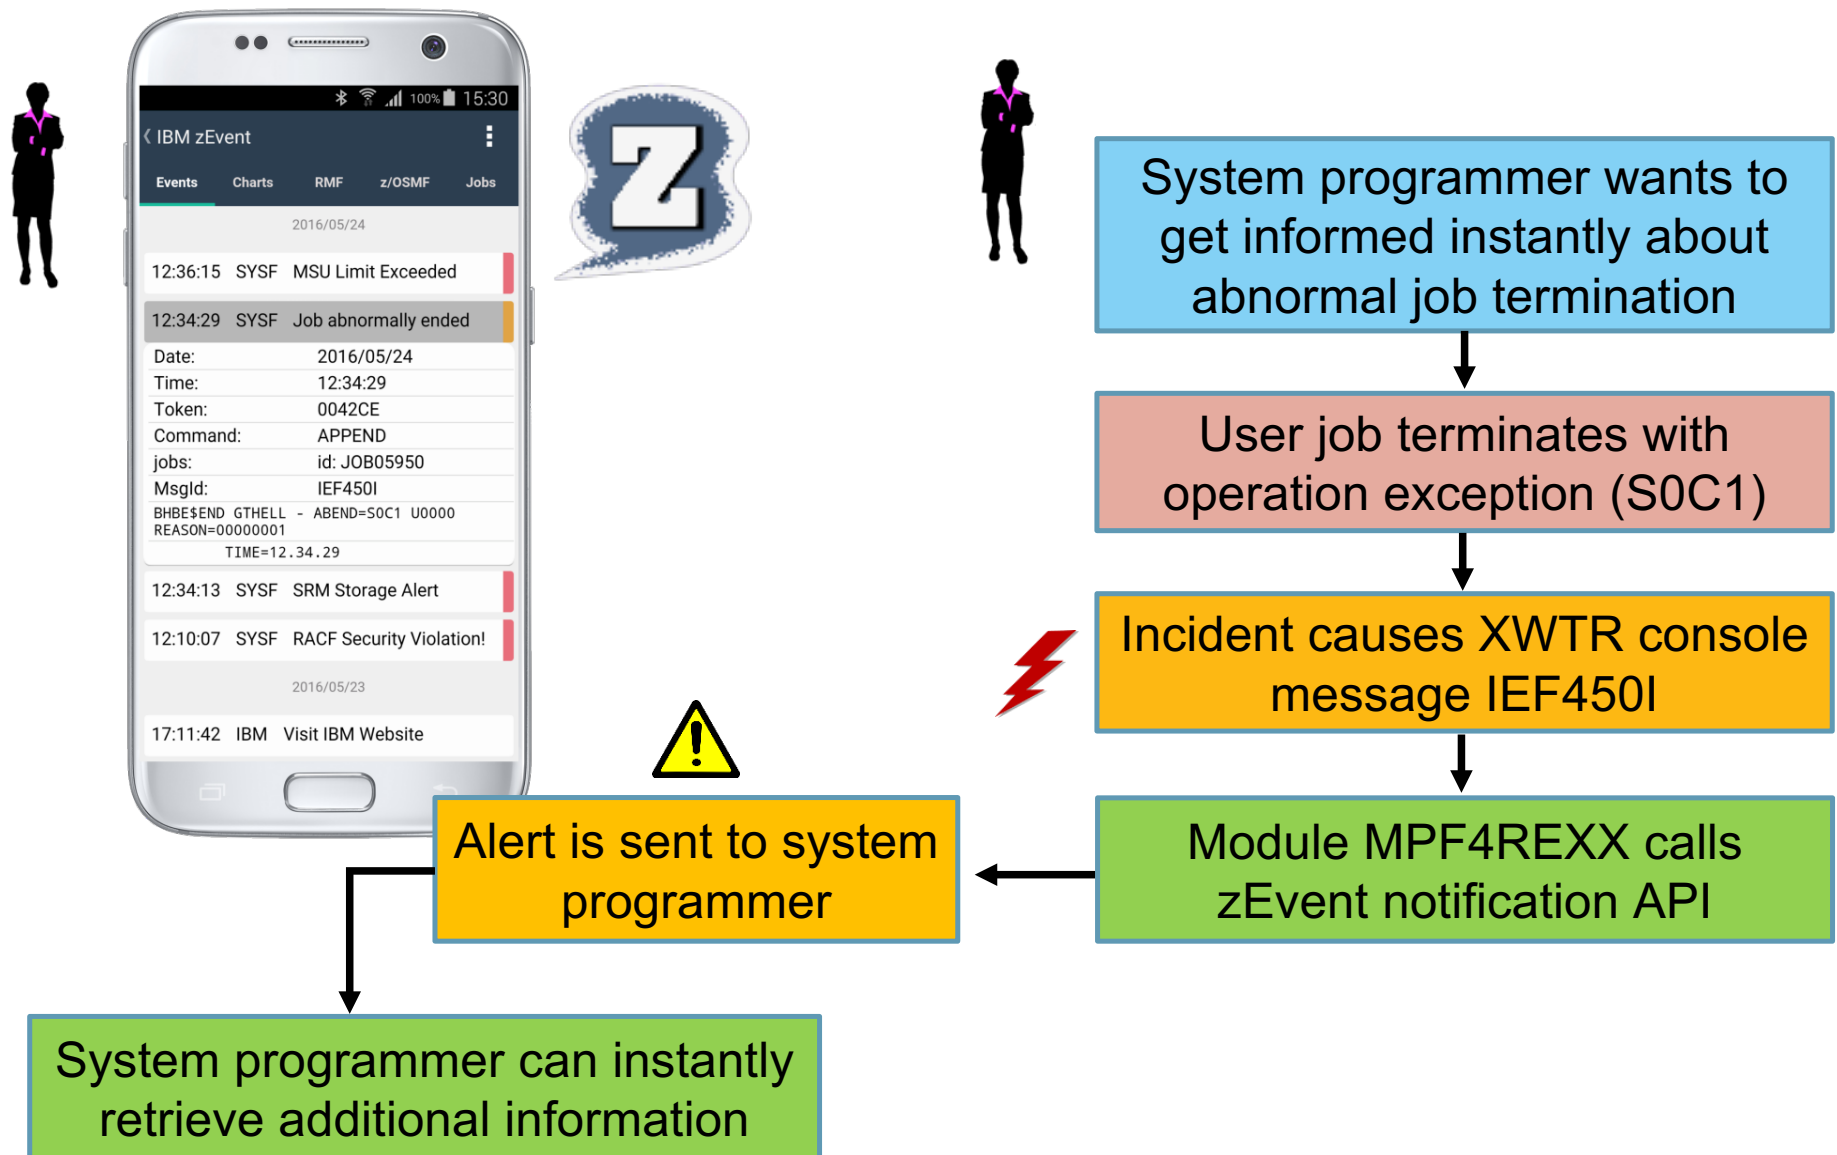 100% 15:30
IBM zEvent
Events Charts RMF z/OSMF Jobs
2016/05/24
12:36:15 SYSF MSU Limit Exceeded
12:34:29 SYSF Job abnormally ended
Date: 2016/05/24
Time: 12:34:29
Token: 0042CE
Command: APPEND
jobs: id: JOB05950
MsgId: IEF450I
BHBE$END GTHELL - ABEND=S0C1 U0000
REASON=00000001
TIME=12.34.29
12:34:13 SYSF SRM Storage Alert
12:10:07 SYSF RACF Security Violation!
2016/05/23
17:11:42 IBM Visit IBM Website
Z
System programmer wants to
get informed instantly about
abnormal job termination
User job terminates with
operation exception (S0C1)
Incident causes XWTR console
message IEF450I
Module MPF4REXX calls
zEvent notification API
Alert is sent to system
programmer
System programmer can instantly
retrieve additional information